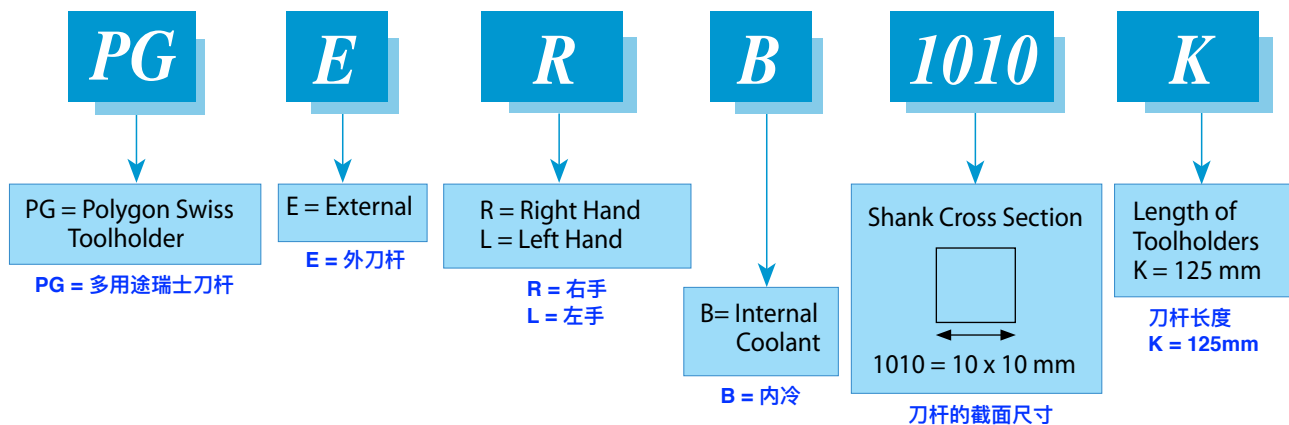 PG
E
R
B
1010
K
PG = Polygon Swiss
Toolholder
PG = 多用途瑞士刀杆
E = External
E = 外刀杆
R = Right Hand
L = Left Hand
R = 右手
L = 左手
B= Internal
Coolant
B = 内冷
Shank Cross Section
1010 = 10 x 10 mm
刀杆的截面尺寸
Length of
Toolholders
K = 125 mm
刀杆长度
K = 125mm